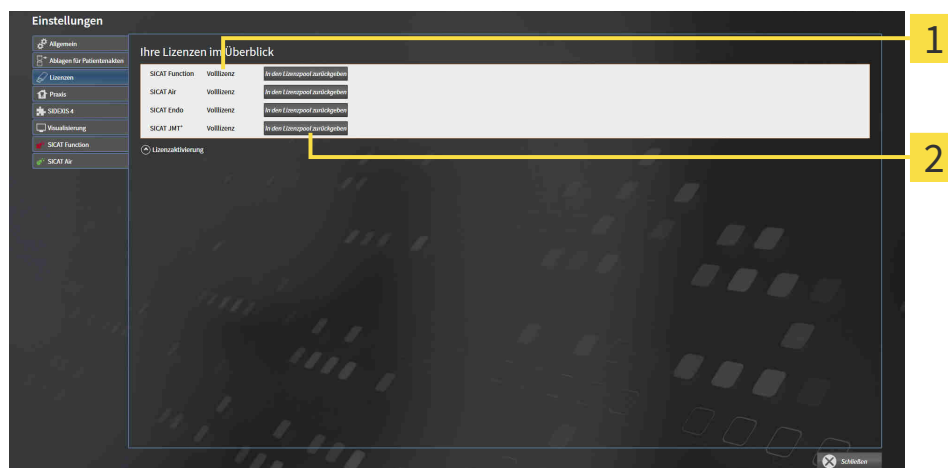 Einstellungen
Allgemein
Ablagen für Patientenakten
Lizenzen
Praxis
SIDEXIS 4
Visualisierung
SICAT Function
SICAT Air
Ihre Lizenzen im Überblick
SICAT Function Volllizenz In den Lizenzpool zurückgeben
SICAT Air Volllizenz In den Lizenzpool zurückgeben
SICAT Endo Volllizenz In den Lizenzpool zurückgeben
SICAT JMT+ Volllizenz In den Lizenzpool zurückgeben
Lizenzaktivierung
Schließen
1
2